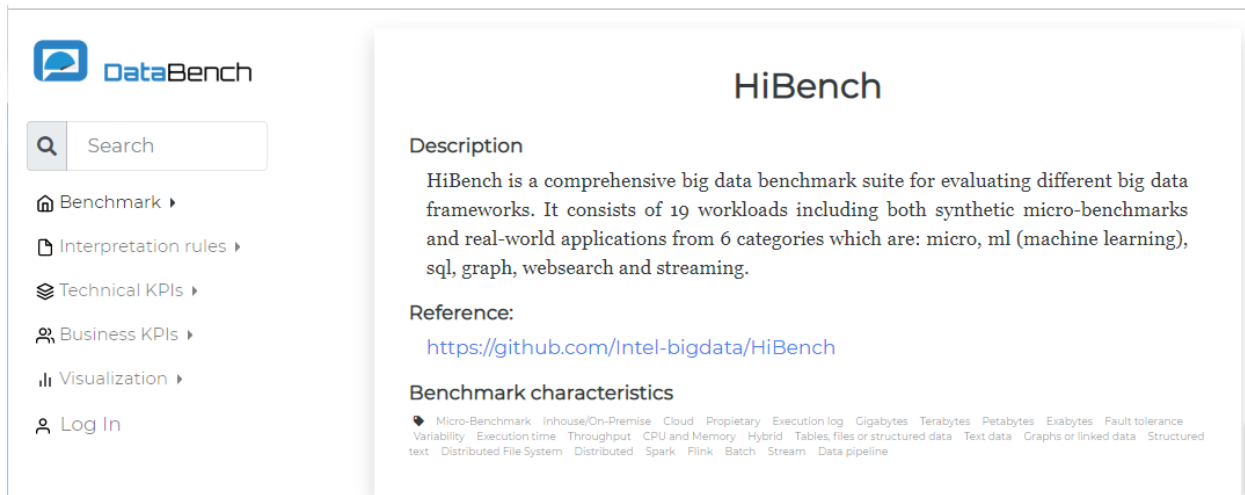 DataBench
Search
Benchmark
Interpretation rules
Technical KPIs
Business KPIs
Visualization
Log In
HiBench
Description
HiBench is a comprehensive big data benchmark suite for evaluating different big data
frameworks. It consists of 19 workloads including both synthetic micro-benchmarks
and real-world applications from 6 categories which are: micro, ml (machine learning),
sql, graph, websearch and streaming.
Reference:
https://github.com/Intel-bigdata/HiBench
Benchmark characteristics
Micro-Benchmark Inhouse/On-Premise Cloud Propietary Execution log Gigabytes Terabytes Petabytes Exabytes Fault tolerance
Variability Execution time Throughput CPU and Memory Hybrid Tables, files or structured data Text data Graphs or linked data Structured
text Distributed File System Distributed Spark Flink Batch Stream Data pipeline